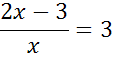 (2x − 3)/x = 3